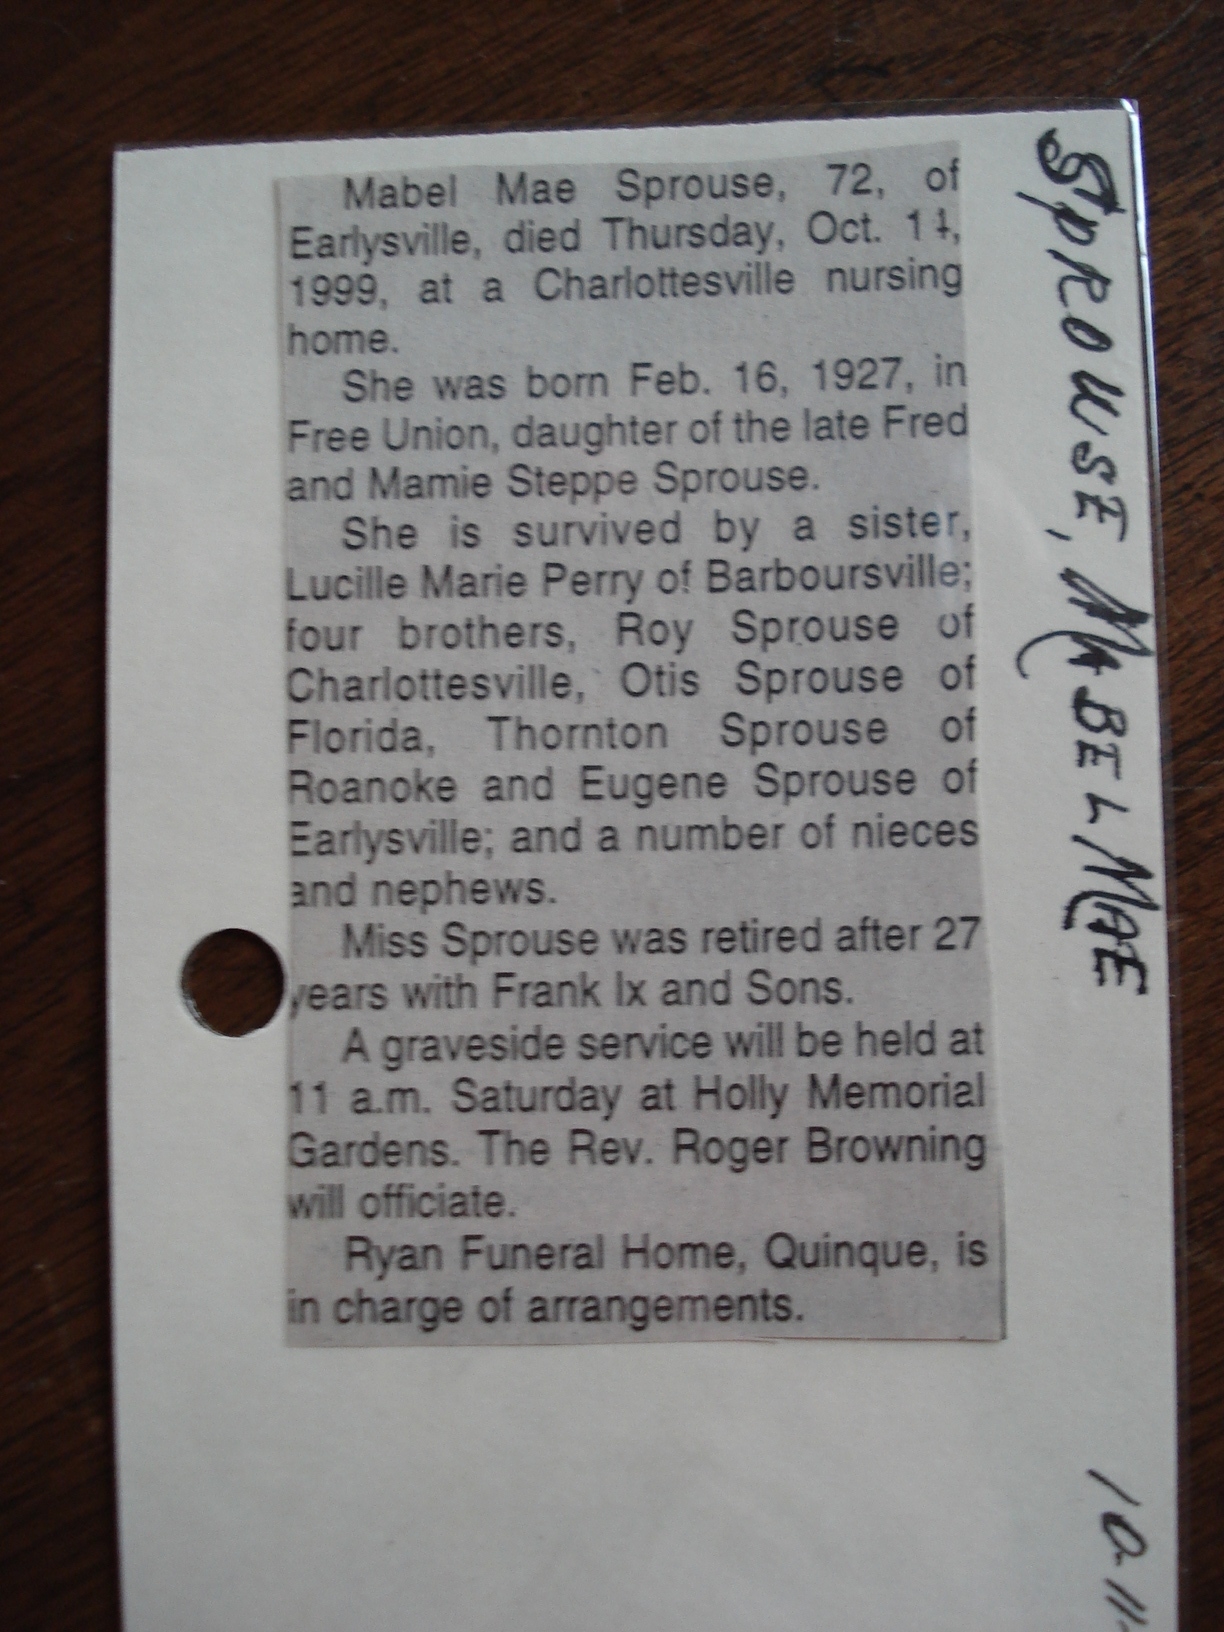 Mabel Mae Sprouse, 72, of
Earlysville, died Thursday, Oct.
1999, at a Charlottesville nursing
home.
She was born Feb. 16, 1927, in
Free Union, daughter of the late Fred
and Mamie Steppe Sprouse.
She is survived by a sister,
Lucille Marie Perry of Barboursville;
four brothers, Roy Sprouse of
Charlottesville, Otis Sprouse of
Florida, Thornton Sprouse of
Roanoke and Eugene Sprouse of
Earlysville; and a number of nieces
and nephews.
Miss Sprouse was retired after 27
years with Frank Ix and Sons.
A graveside service will be held at
11 a.m. Saturday at Holly Memorial
Gardens. The Rev. Roger Browning
will officiate.
Ryan Funeral Home, Quinque, is
in charge of arrangements.
SPROUSE, MABEL MAE
10-11-